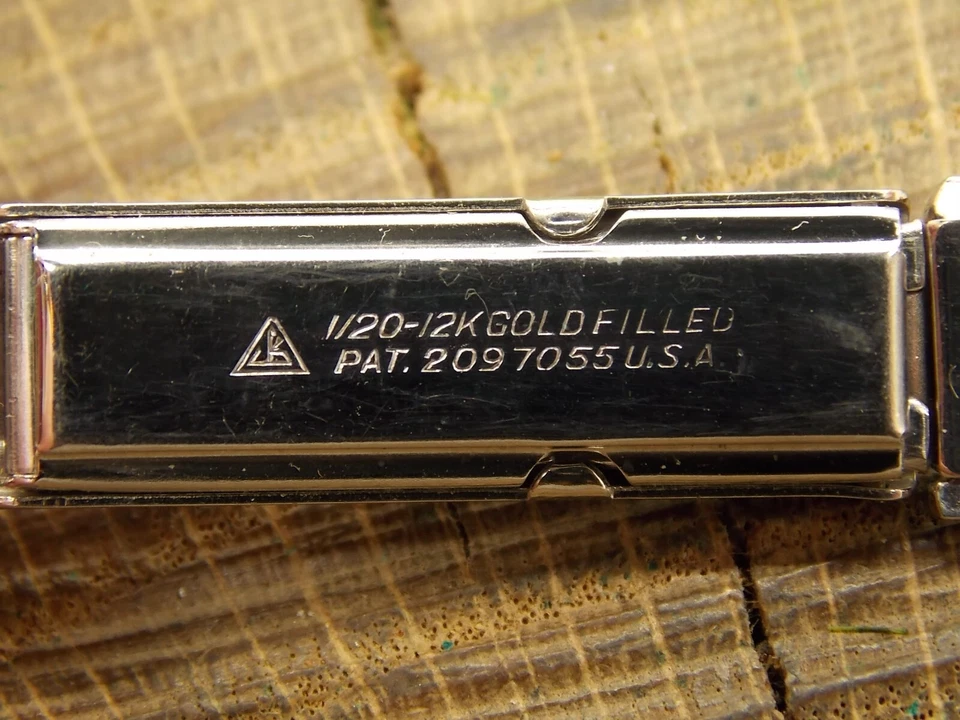 1/20-12K GOLD FILLED
PAT. 2097055 U.S.A.